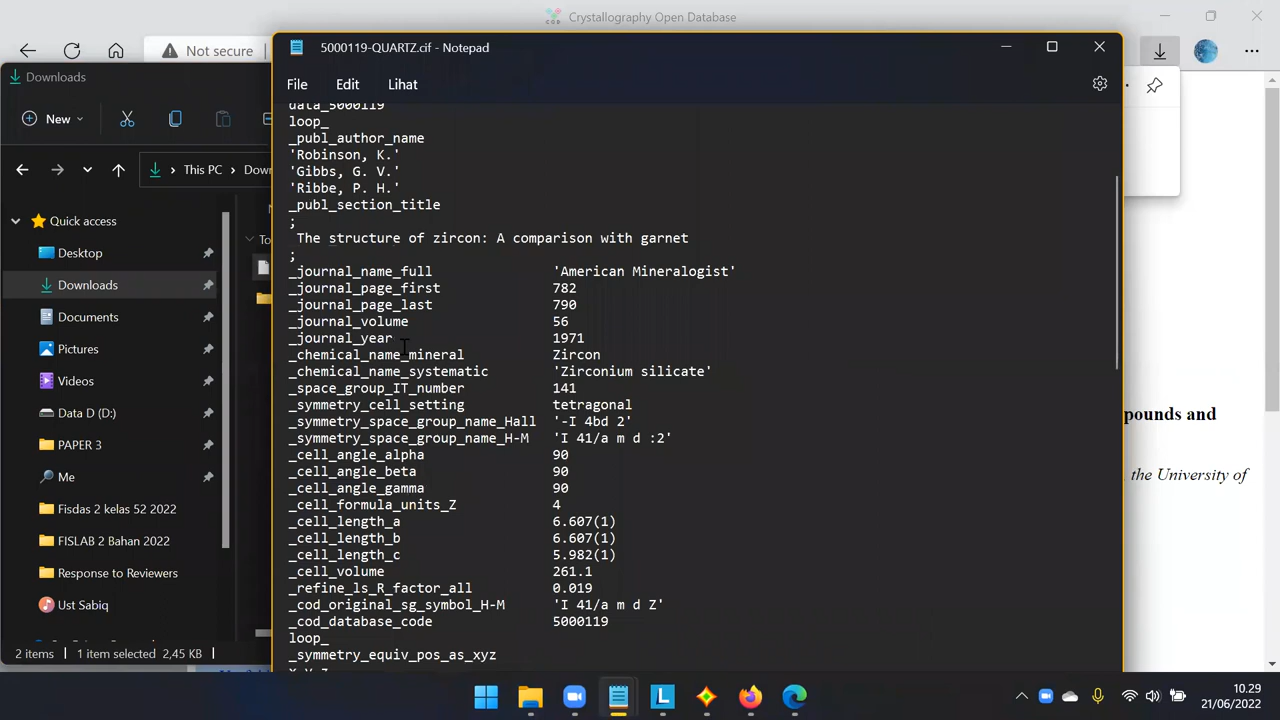 Crystallography Open Database
Not secure
Downloads
New
This PC
Down
Quick access
Desktop
Downloads
Documents
Pictures
Videos
Data D (D:)
PAPER 3
Me
Fisdas 2 kelas 52 2022
FISLAB 2 Bahan 2022
Response to Reviewers
Ust Sabiq
To
2 items
1 item selected 2,45 KB
5000119-QUARTZ.cif - Notepad
File
Edit
Lihat
data_5000119
loop_
_publ_author_name
'Robinson, K.'
'Gibbs, G. V.'
'Ribbe, P. H.'
_publ_section_title
;
The structure of zircon: A comparison with garnet
;
_journal_name_full 'American Mineralogist'
_journal_page_first 782
_journal_page_last 790
_journal_volume 56
_journal_year 1971
_chemical_name_mineral Zircon
_chemical_name_systematic 'Zirconium silicate'
_space_group_IT_number 141
_symmetry_cell_setting tetragonal
_symmetry_space_group_name_Hall '-I 4bd 2'
_symmetry_space_group_name_H-M 'I 41/a m d :2'
_cell_angle_alpha 90
_cell_angle_beta 90
_cell_angle_gamma 90
_cell_formula_units_Z 4
_cell_length_a 6.607(1)
_cell_length_b 6.607(1)
_cell_length_c 5.982(1)
_cell_volume 261.1
_refine_ls_R_factor_all 0.019
_cod_original_sg_symbol_H-M 'I 41/a m d Z'
_cod_database_code 5000119
loop_
_symmetry_equiv_pos_as_xyz
x,y,z
pounds and
, the University of
10.29
21/06/2022